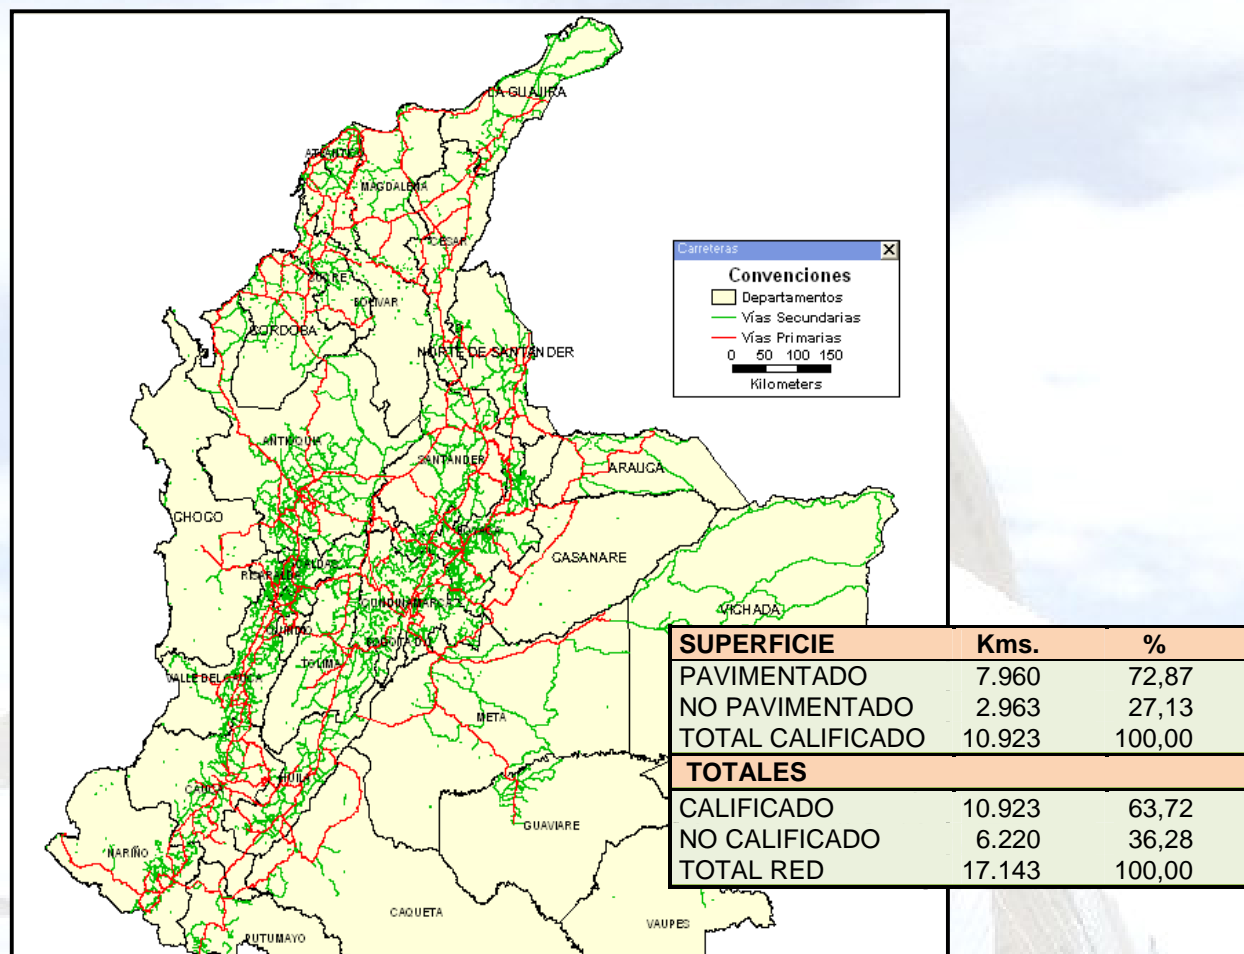 LA GUAJIRA
ATLANTICO
MAGDALENA
CESAR
SUCRE
BOLIVAR
CORDOBA
NORTE DE SANTANDER
Carreteras
Convenciones
Departamentos
Vías Secundarias
Vías Primarias
0 50 100 150
Kilometers
ANTIOQUIA
SANTANDER
ARAUCA
CHOCO
BOYACA
CASANARE
CALDAS
RISARALDA
CUNDINAMARCA
VICHADA
QUINDIO
BOGOTA D.C
TOLIMA
VALLE DEL CAUCA
META
HUILA
CAUCA
GUAVIARE
NARIÑO
CAQUETA
VAUPES
PUTUMAYO
SUPERFICIE Kms. %
PAVIMENTADO 7.960 72,87
NO PAVIMENTADO 2.963 27,13
TOTAL CALIFICADO 10.923 100,00
TOTALES
CALIFICADO 10.923 63,72
NO CALIFICADO 6.220 36,28
TOTAL RED 17.143 100,00